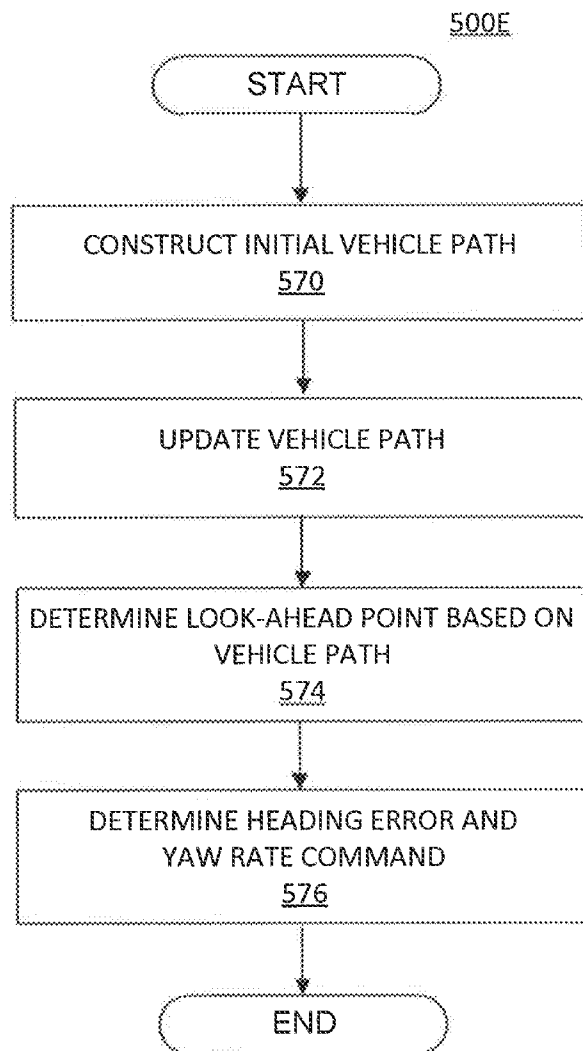 500E
START
CONSTRUCT INITIAL VEHICLE PATH
570
UPDATE VEHICLE PATH
572
DETERMINE LOOK-AHEAD POINT BASED ON
VEHICLE PATH
574
DETERMINE HEADING ERROR AND
YAW RATE COMMAND
576
END